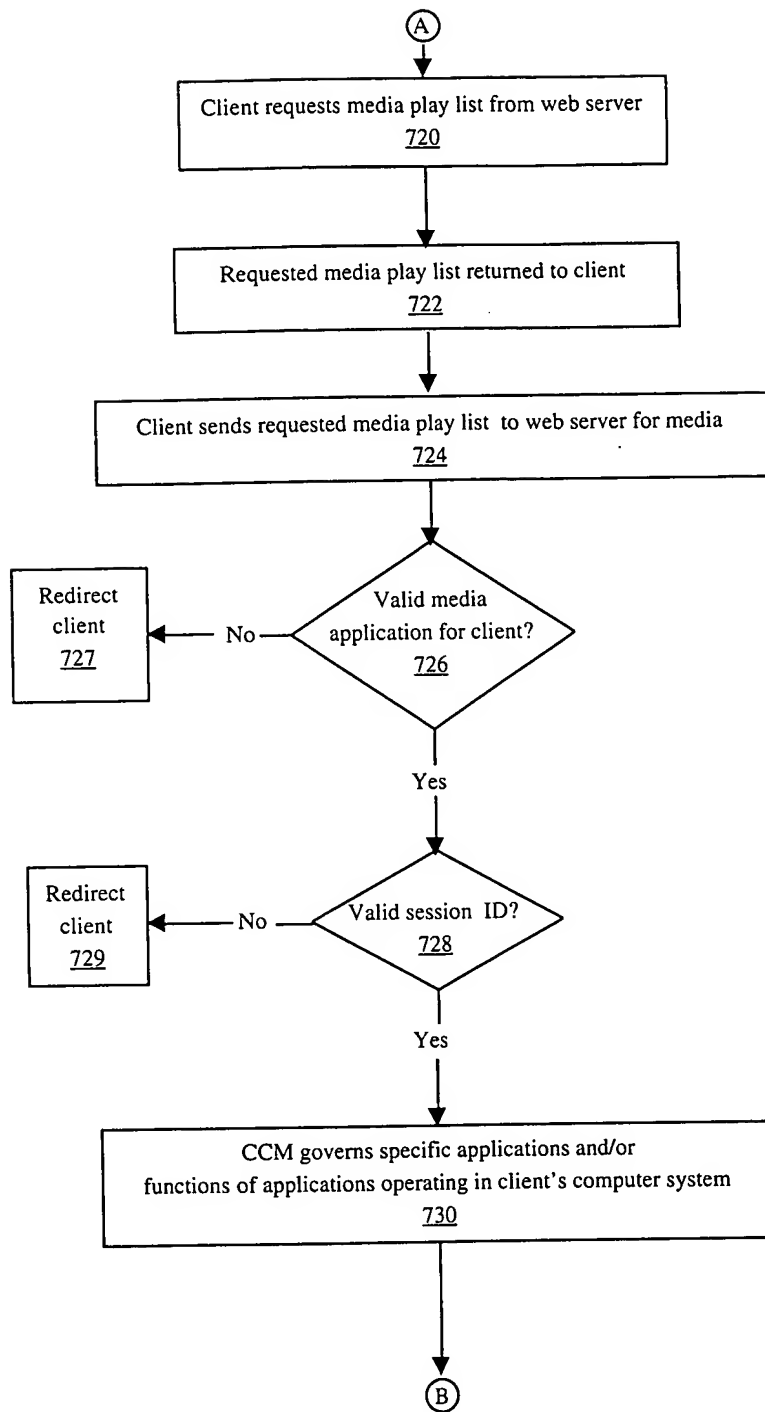 A
Client requests media play list from web server
720
Requested media play list returned to client
722
Client sends requested media play list to web server for media
724
Valid media
application for client?
726
No
Redirect
client
727
Yes
Valid session ID?
728
No
Redirect
client
729
Yes
CCM governs specific applications and/or
functions of applications operating in client's computer system
730
B